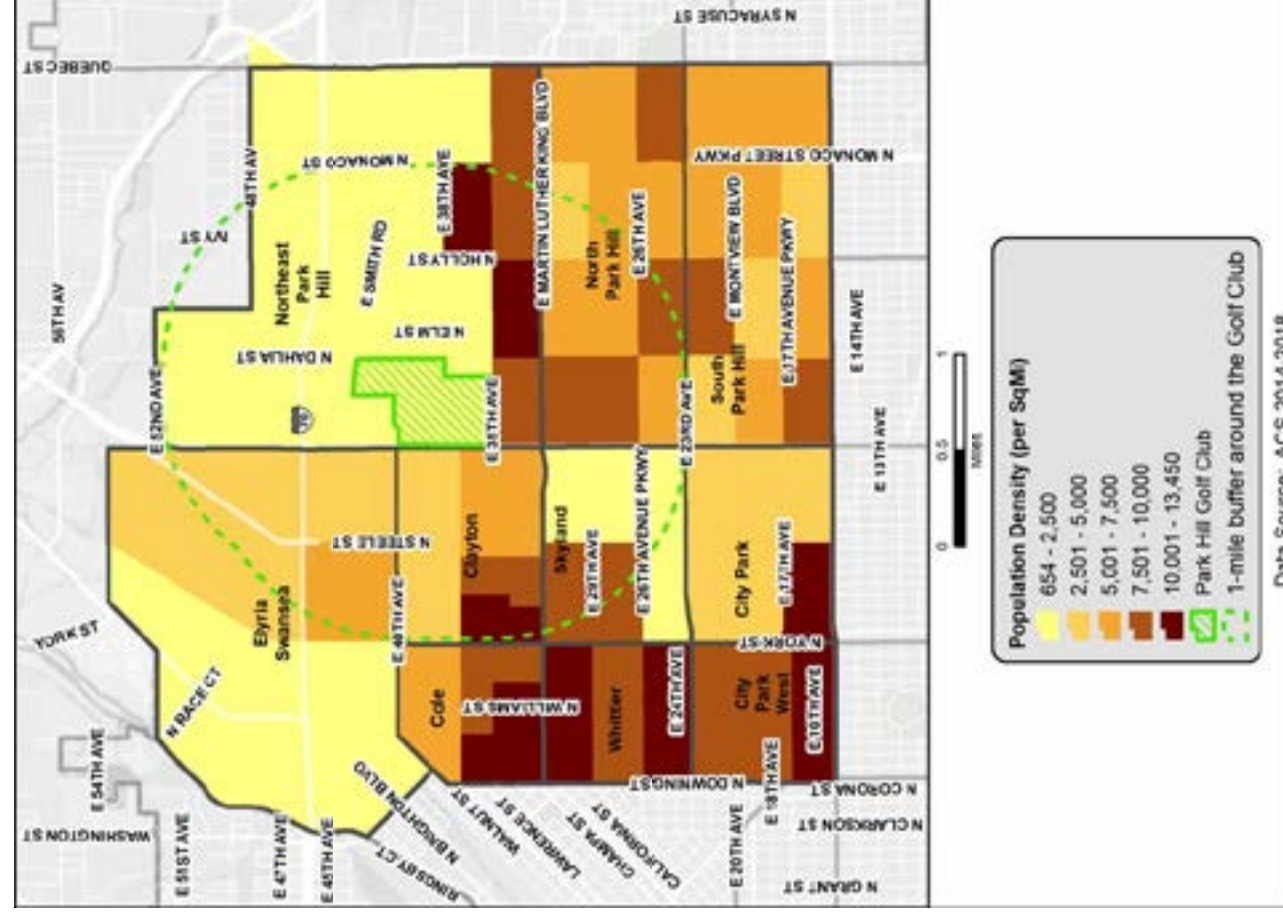 N SYRACUSE ST
QUEBEC ST
56TH AV
48TH AV
IVY ST
N MONACO ST
E 38TH AVE
E MARTIN LUTHER KING BLVD
N MONACO STREET PKWY
Northeast
Park
Hill
E SMITH RD
N HOLLY ST
North
Park Hill
E 26TH AVE
E MONTVIEW BLVD
E 17TH AVENUE PKWY
N DAHLIA ST
N ELM ST
70
E 52ND AVE
E 35TH AVE
South
Park Hill
E 23RD AVE
E 14TH AVE
E 13TH AVE
N STEELE ST
Clayton
Skyland
E 29TH AVE
E 26TH AVENUE PKWY
City Park
E 17TH AVE
Elyria
Swansea
E 40TH AVE
N YORK ST
YORK ST
N RACE CT
Cole
N WILLIAMS ST
Whittier
E 24TH AVE
City
Park
West
E 16TH AVE
E 18TH AVE
E 54TH AVE
WASHINGTON ST
E 51ST AVE
E 47TH AVE
E 45TH AVE
N BRIGHTON BLVD
RINGSBY CT
WALNUT ST
LAWRENCE ST
CHAMPA ST
CALIFORNIA ST
N DOWNING ST
E 20TH AVE
N CORONA ST
N CLARKSON ST
N GRANT ST
0 0.5 1
Miles
Population Density (per SqMi)
654 - 2,500
2,501 - 5,000
5,001 - 7,500
7,501 - 10,000
10,001 - 13,450
Park Hill Golf Club
1-mile buffer around the Golf Club
Data Source: ACS 2014-2018